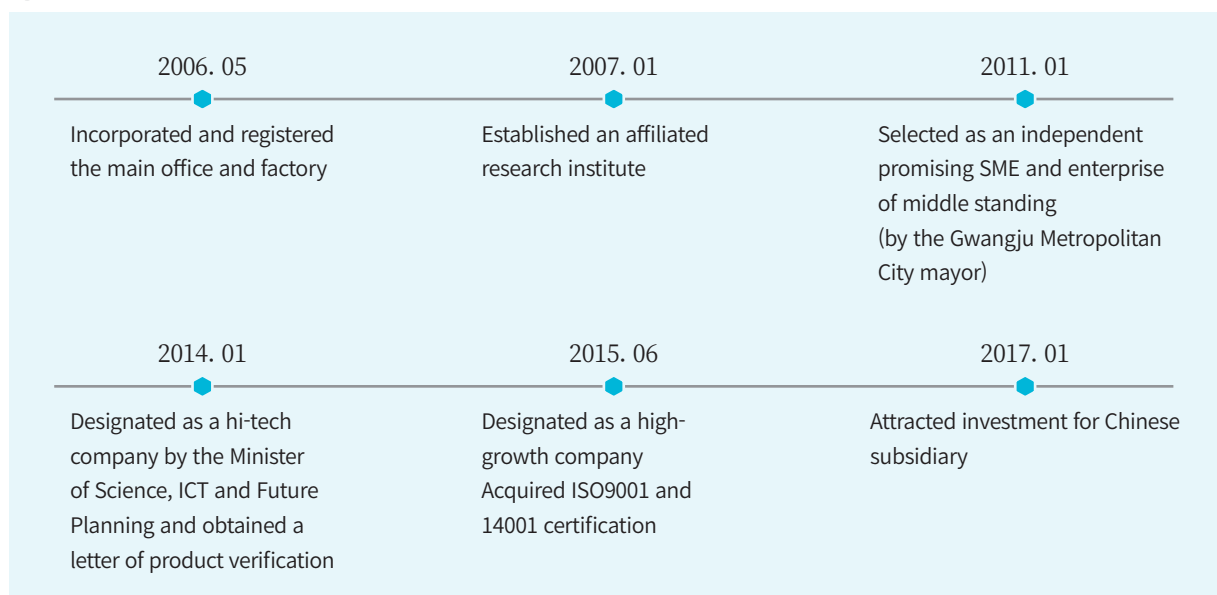 2006. 05
Incorporated and registered
the main office and factory
2007. 01
Established an affiliated
research institute
2011. 01
Selected as an independent
promising SME and enterprise
of middle standing
(by the Gwangju Metropolitan
City mayor)
2014. 01
Designated as a hi-tech
company by the Minister
of Science, ICT and Future
Planning and obtained a
letter of product verification
2015. 06
Designated as a high-
growth company
Acquired ISO9001 and
14001 certification
2017. 01
Attracted investment for Chinese
subsidiary